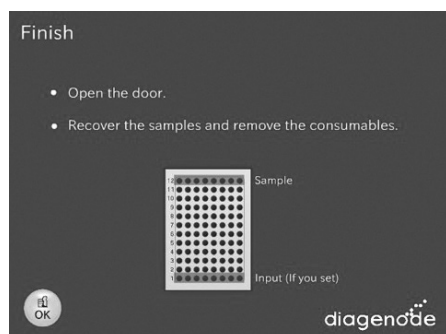 Finish
• Open the door.
• Recover the samples and remove the consumables.
12 Sample
11
10
9
8
7
6
5
4
3
2
1 Input (If you set)
OK
diagenode